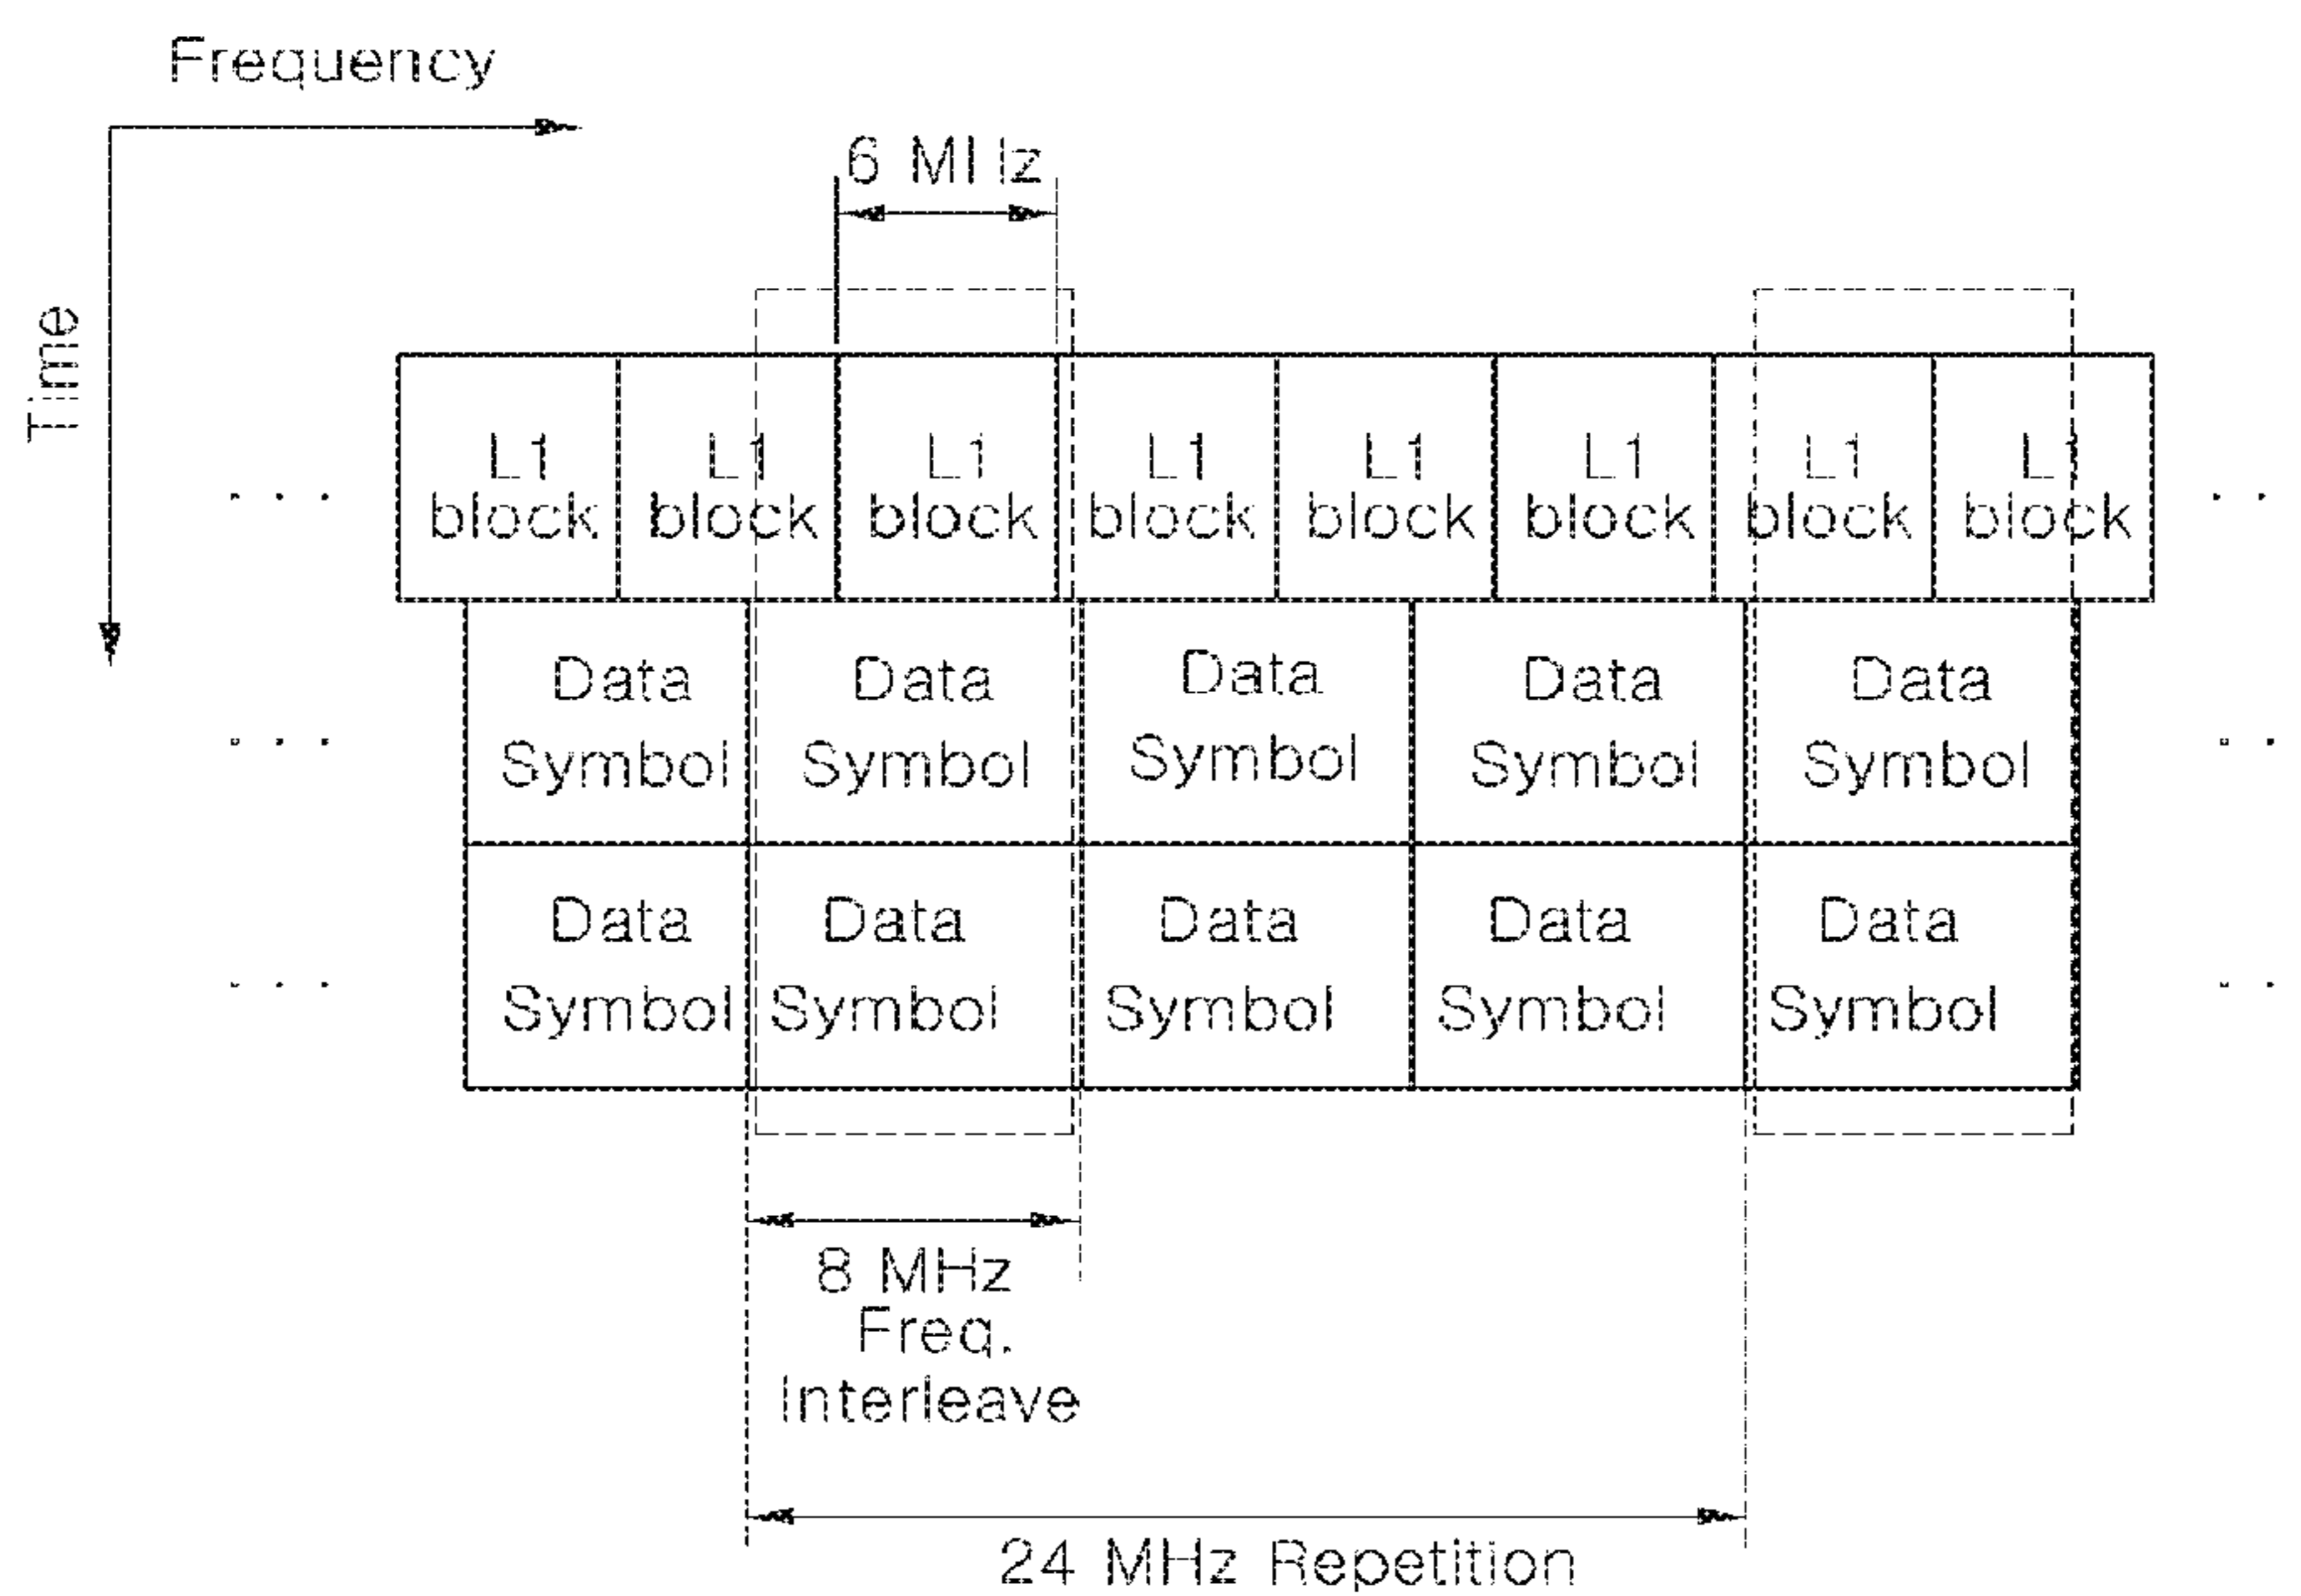 Frequency
6 MHz
Time
L1 L1 L1 L1 L1 L1 L1 L1
. . . block block block block block block block block . .
Data Data Data Data Data
. . . Symbol Symbol Symbol Symbol Symbol . .
Data Data Data Data Data
. . . Symbol Symbol Symbol Symbol Symbol . .
8 MHz
Freq.
Interleave
24 MHz Repetition